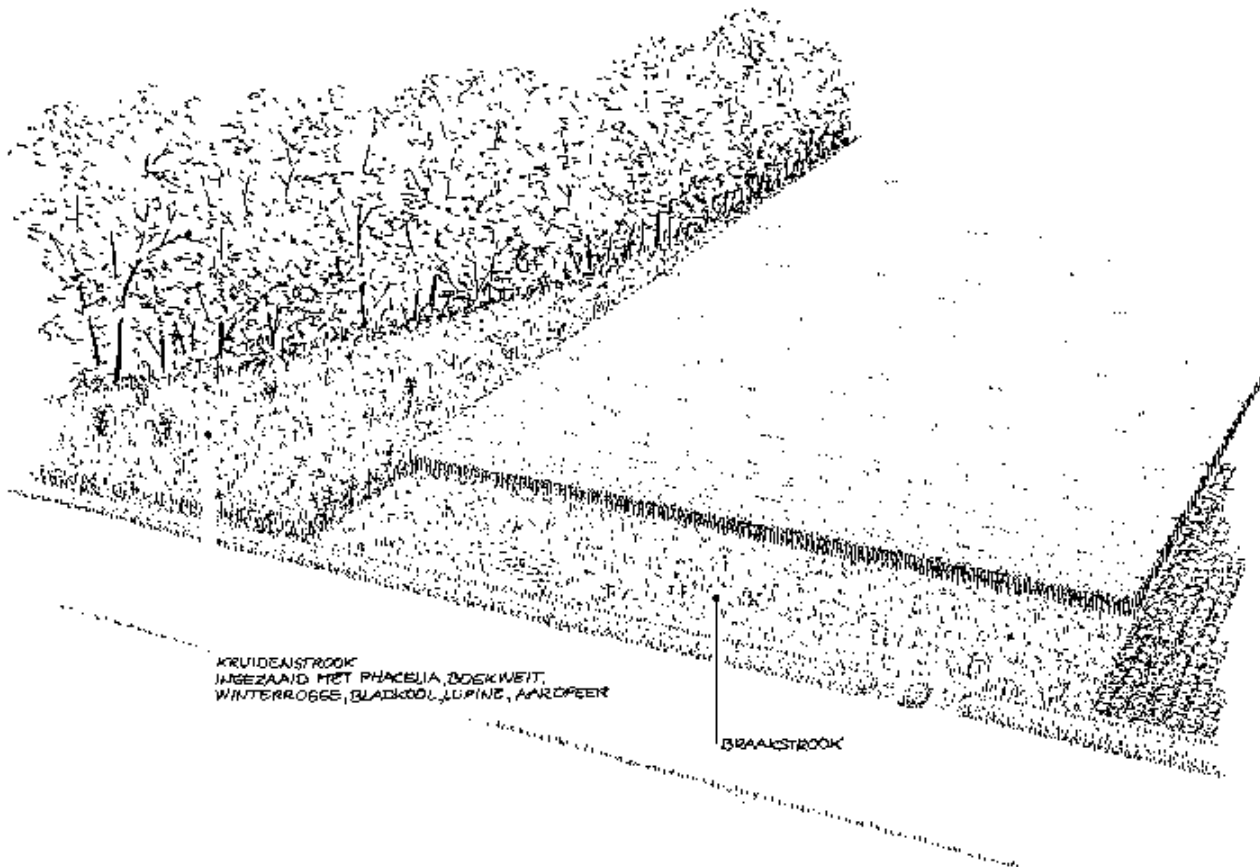 KRUIDENSTROOK
INGEZAAID MET PHACELIA, BOEKWEIT,
WINTERROGGE, BLADKOOL, LUPINE, AARDPEER
BRAAKSTROOK